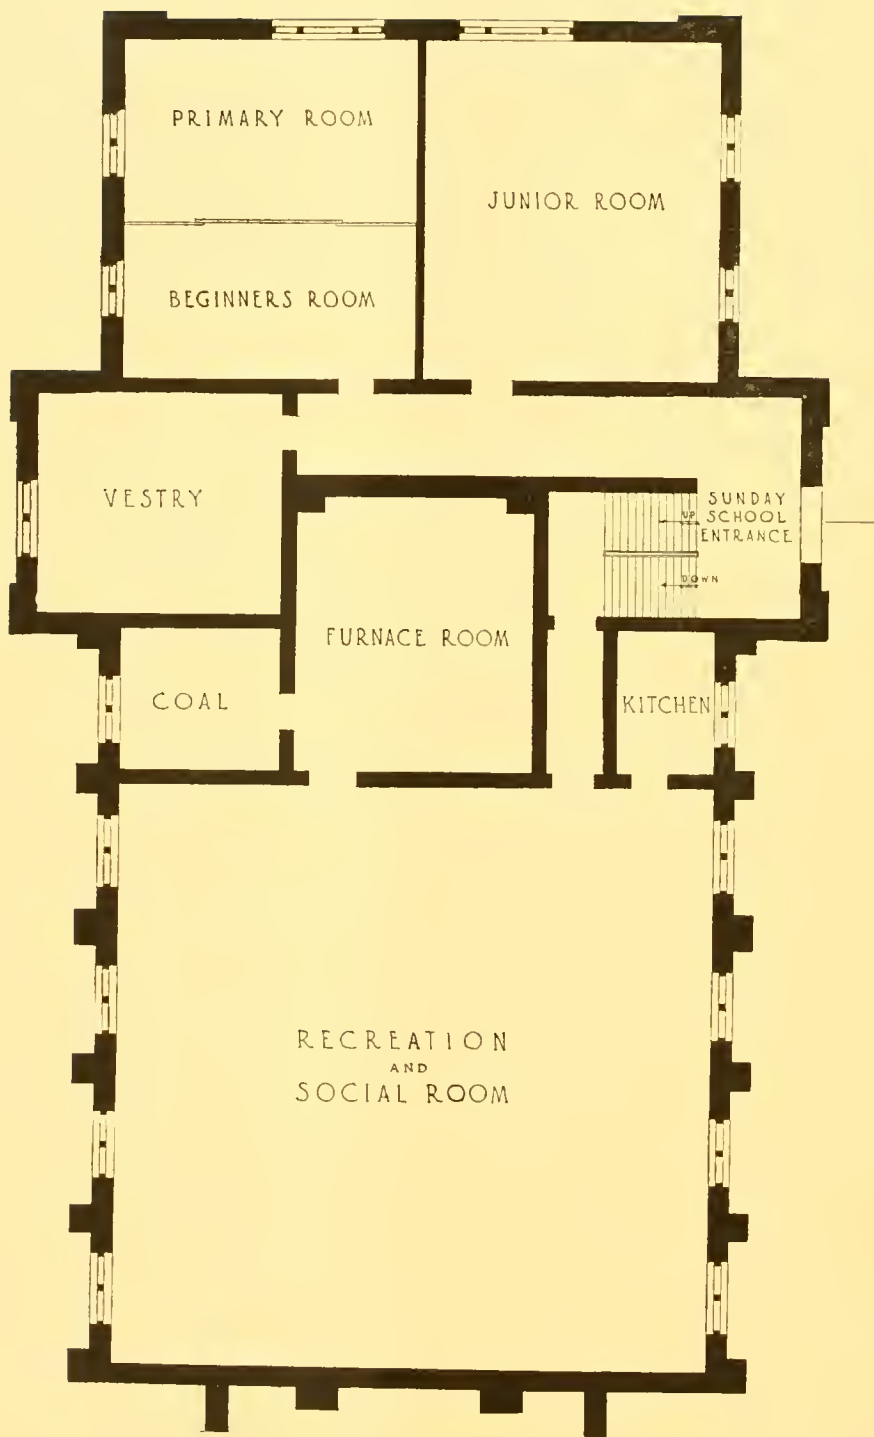 PRIMARY ROOM
JUNIOR ROOM
BEGINNERS ROOM
VESTRY
UP
SUNDAY
SCHOOL
ENTRANCE
DOWN
FURNACE ROOM
COAL
KITCHEN
RECREATION
AND
SOCIAL ROOM